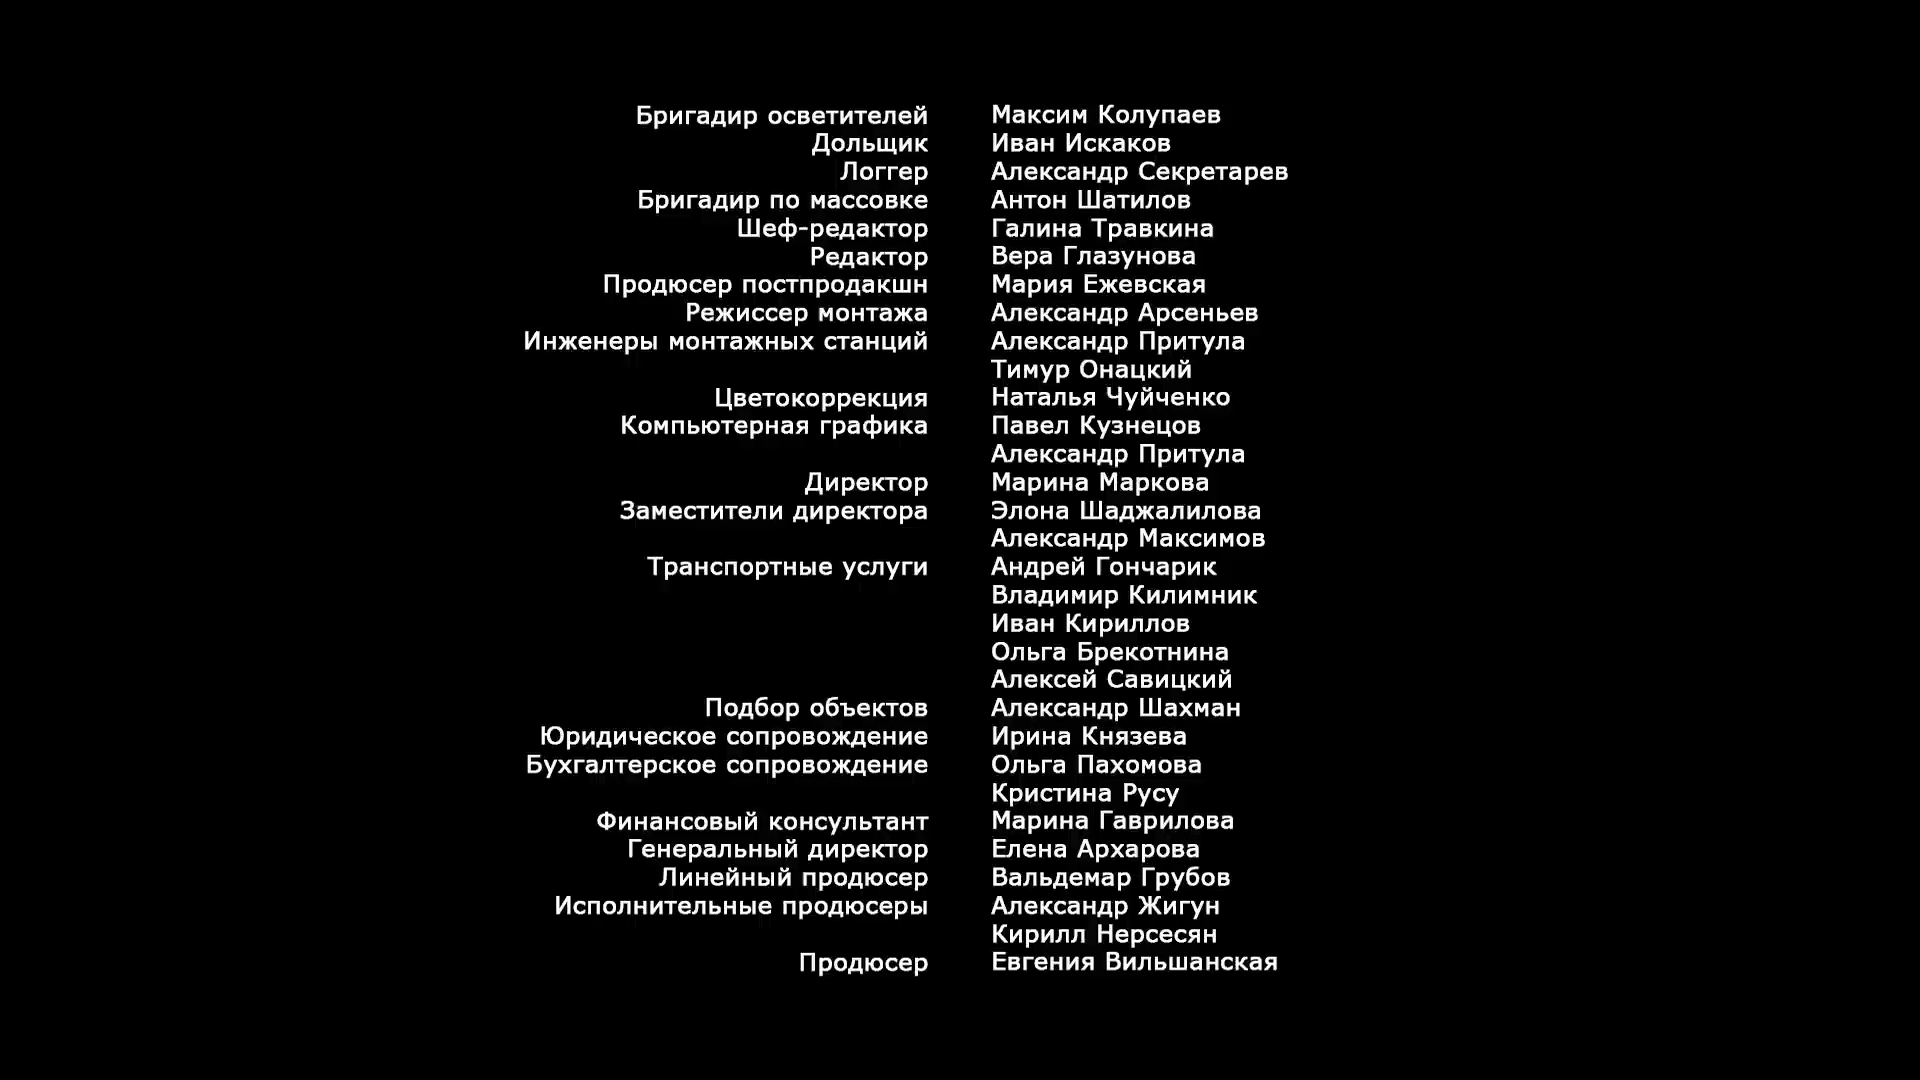 Бригадир осветителей Максим Колупаев
Дольщик Иван Искаков
Логгер Александр Секретарев
Бригадир по массовке Антон Шатилов
Шеф-редактор Галина Травкина
Редактор Вера Глазунова
Продюсер постпродакшн Мария Ежевская
Режиссер монтажа Александр Арсеньев
Инженеры монтажных станций Александр Притула
Тимур Онацкий
Цветокоррекция Наталья Чуйченко
Компьютерная графика Павел Кузнецов
Александр Притула
Директор Марина Маркова
Заместители директора Элона Шаджалилова
Александр Максимов
Транспортные услуги Андрей Гончарик
Владимир Килимник
Иван Кириллов
Ольга Брекотнина
Алексей Савицкий
Подбор объектов Александр Шахман
Юридическое сопровождение Ирина Князева
Бухгалтерское сопровождение Ольга Пахомова
Кристина Русу
Финансовый консультант Марина Гаврилова
Генеральный директор Елена Архарова
Линейный продюсер Вальдемар Грубов
Исполнительные продюсеры Александр Жигун
Кирилл Нерсесян
Продюсер Евгения Вильшанская